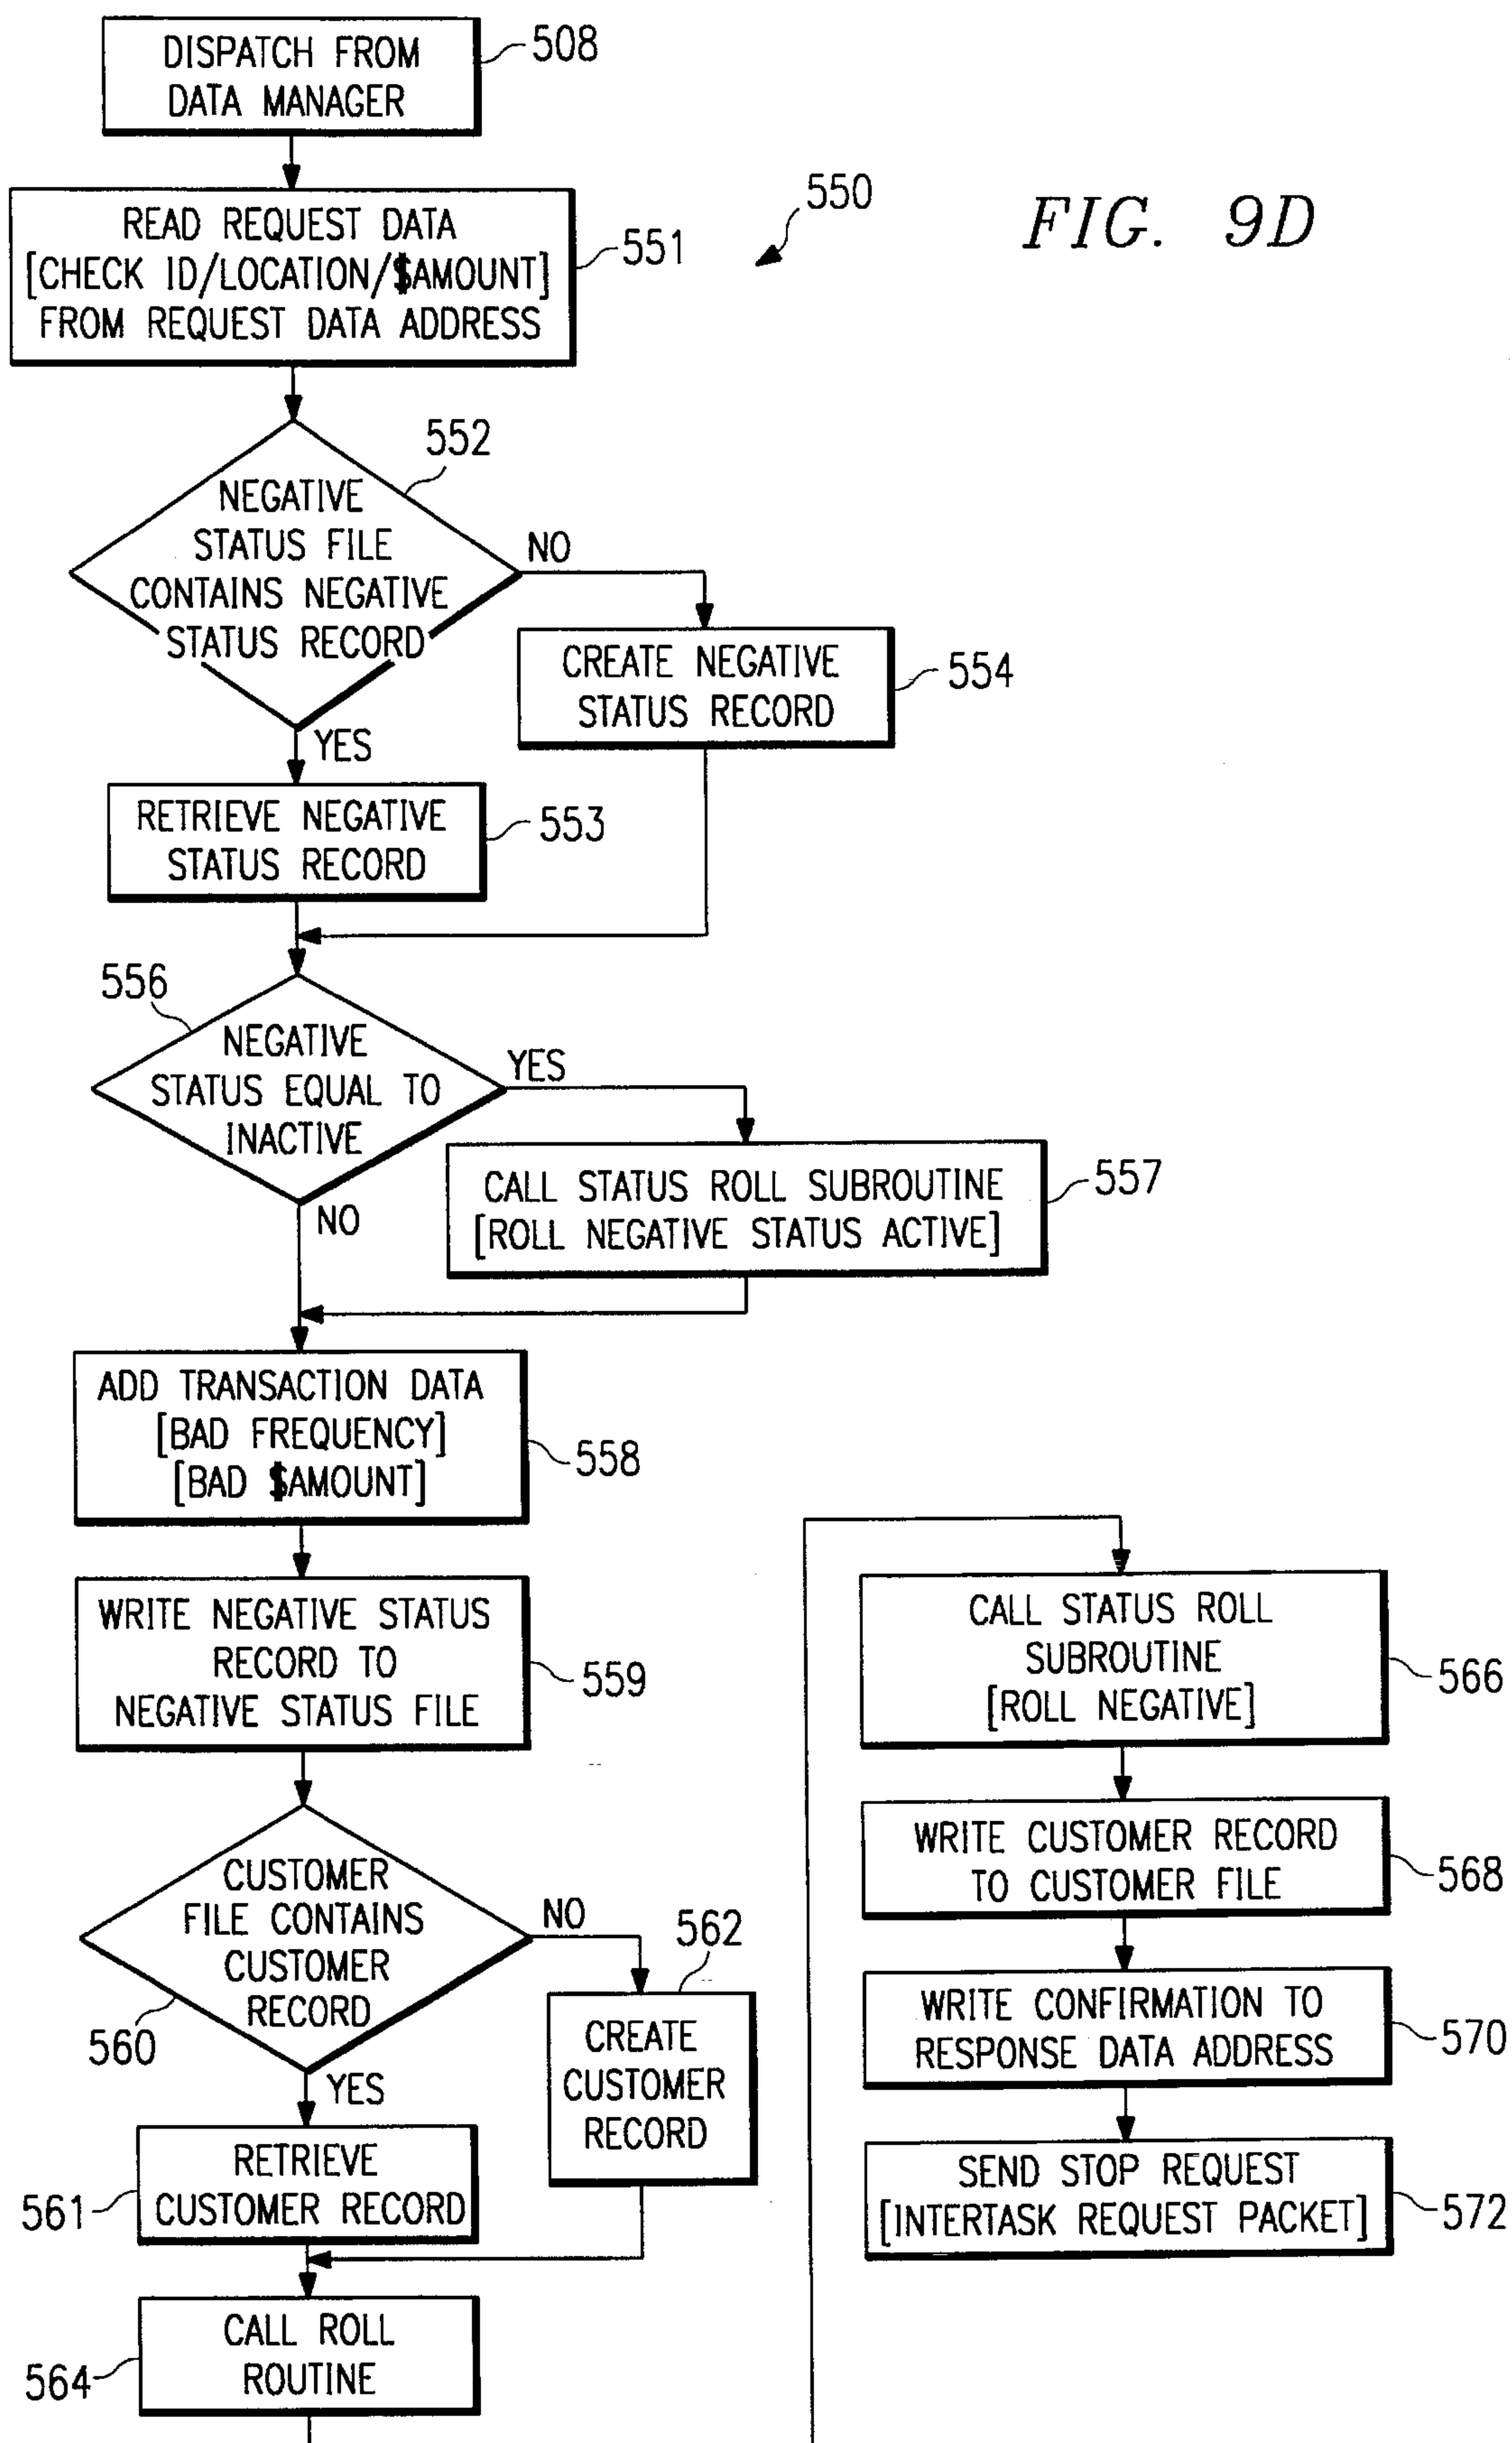 DISPATCH FROM
DATA MANAGER
508
550
FIG. 9D
READ REQUEST DATA
[CHECK ID/LOCATION/$AMOUNT]
FROM REQUEST DATA ADDRESS
551
552
NEGATIVE
STATUS FILE
CONTAINS NEGATIVE
STATUS RECORD
NO
CREATE NEGATIVE
STATUS RECORD
554
YES
RETRIEVE NEGATIVE
STATUS RECORD
553
556
NEGATIVE
STATUS EQUAL TO
INACTIVE
YES
CALL STATUS ROLL SUBROUTINE
[ROLL NEGATIVE STATUS ACTIVE]
557
NO
ADD TRANSACTION DATA
[BAD FREQUENCY]
[BAD $AMOUNT]
558
WRITE NEGATIVE STATUS
RECORD TO
NEGATIVE STATUS FILE
559
CUSTOMER
FILE CONTAINS
CUSTOMER
RECORD
560
NO
562
CREATE
CUSTOMER
RECORD
YES
RETRIEVE
CUSTOMER RECORD
561
CALL ROLL
ROUTINE
564
CALL STATUS ROLL
SUBROUTINE
[ROLL NEGATIVE]
566
WRITE CUSTOMER RECORD
TO CUSTOMER FILE
568
WRITE CONFIRMATION TO
RESPONSE DATA ADDRESS
570
SEND STOP REQUEST
[INTERTASK REQUEST PACKET]
572